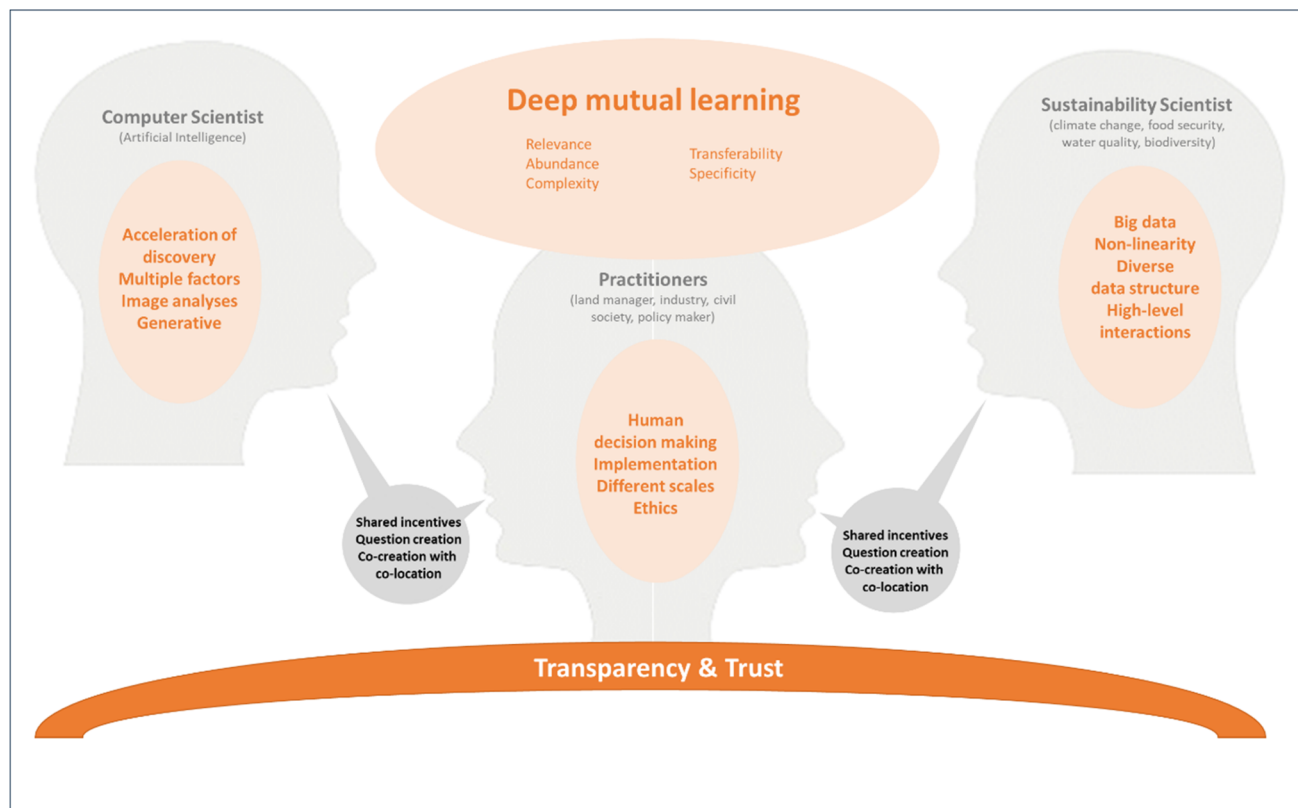 Deep mutual learning
Relevance
Abundance
Complexity
Transferability
Specificity
Computer Scientist
(Artificial Intelligence)
Acceleration of
discovery
Multiple factors
Image analyses
Generative
Practitioners
(land manager, industry, civil
society, policy maker)
Human
decision making
Implementation
Different scales
Ethics
Sustainability Scientist
(climate change, food security,
water quality, biodiversity)
Big data
Non-linearity
Diverse
data structure
High-level
interactions
Shared incentives
Question creation
Co-creation with
co-location
Shared incentives
Question creation
Co-creation with
co-location
Transparency & Trust